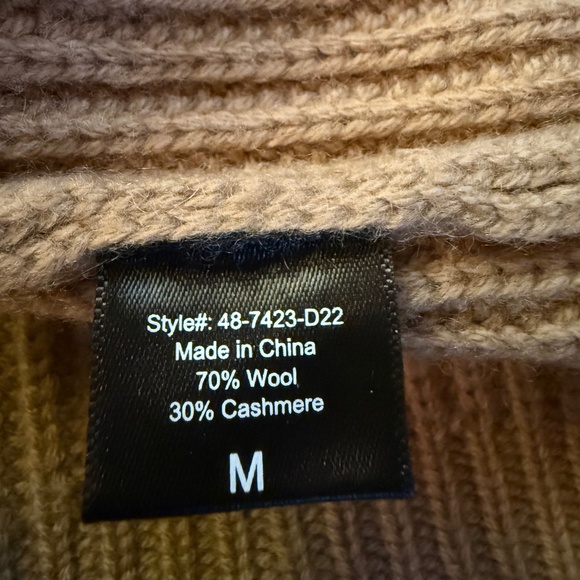 Style#: 48-7423-D22
Made in China
70% Wool
30% Cashmere
M